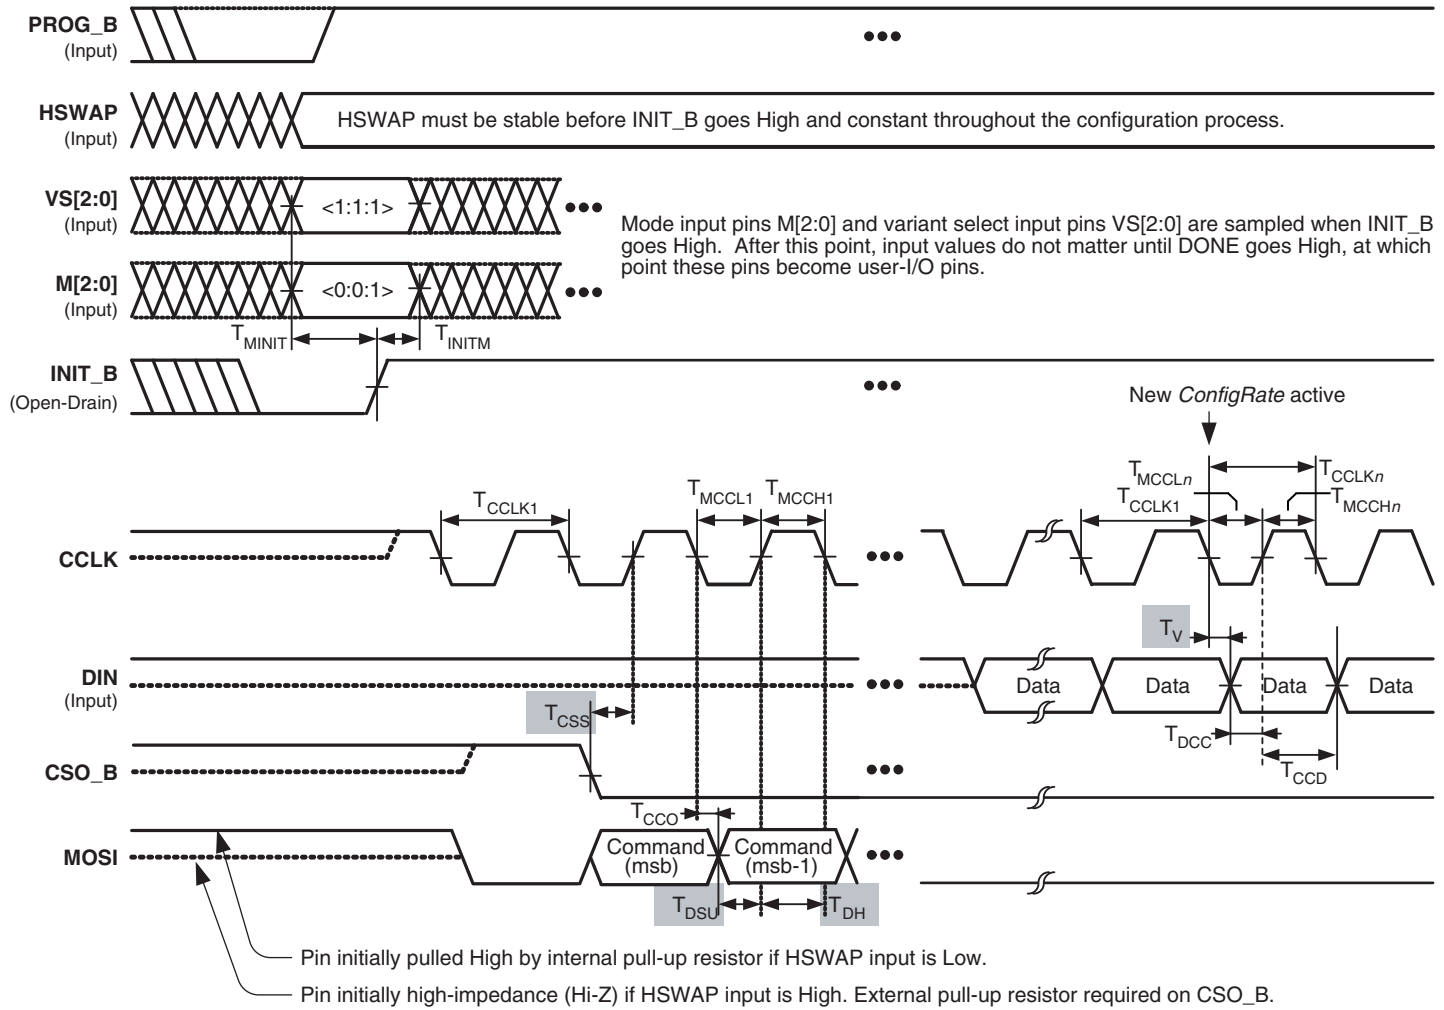 PROG_B
(Input)
HSWAP
(Input)
HSWAP must be stable before INIT_B goes High and constant throughout the configuration process.
VS[2:0]
(Input)
<1:1:1>
Mode input pins M[2:0] and variant select input pins VS[2:0] are sampled when INIT_B
goes High. After this point, input values do not matter until DONE goes High, at which
point these pins become user-I/O pins.
M[2:0]
(Input)
<0:0:1>
TMINIT
TINITM
INIT_B
(Open-Drain)
New ConfigRate active
TCCLK1
TMCCL1
TMCCH1
TMCCLn
TCCLKn
TCCLK1
TMCCHn
CCLK
TV
DIN
(Input)
Data
Data
Data
Data
TCSS
TDCC
TCCD
CSO_B
TCCO
MOSI
Command
(msb)
Command
(msb-1)
TDSU
TDH
Pin initially pulled High by internal pull-up resistor if HSWAP input is Low.
Pin initially high-impedance (Hi-Z) if HSWAP input is High. External pull-up resistor required on CSO_B.